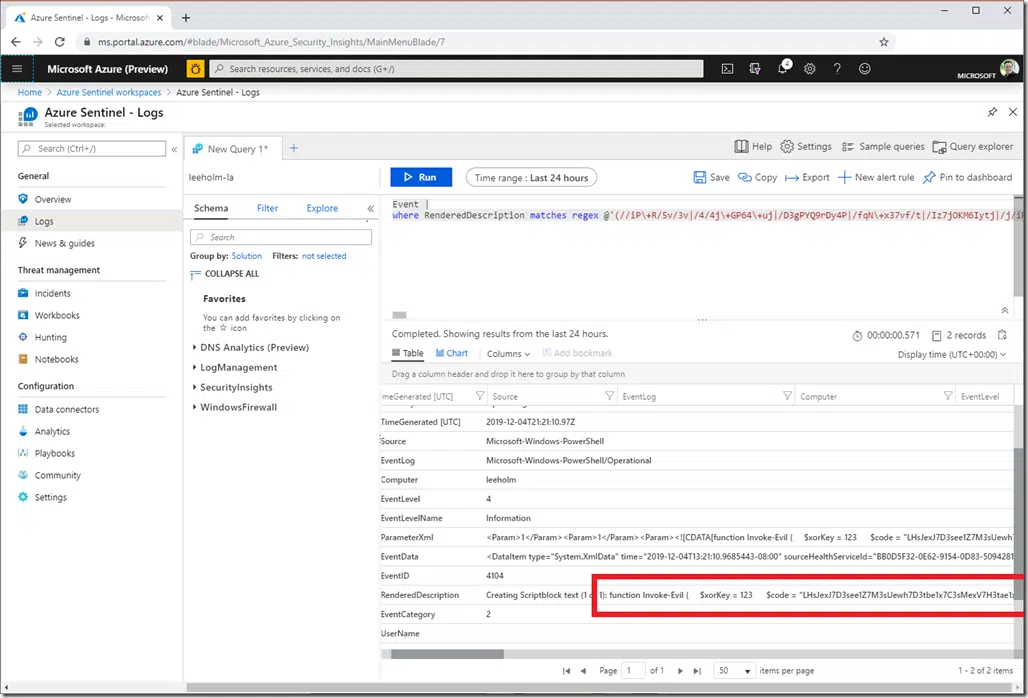 Azure Sentinel - Logs - Microsoft
ms.portal.azure.com/#blade/Microsoft_Azure_Security_Insights/MainMenuBlade/7
Microsoft Azure (Preview)
Search resources, services, and docs (G+/)
4
MICROSOFT
Home > Azure Sentinel workspaces > Azure Sentinel - Logs
Azure Sentinel - Logs
Selected workspace:
Search (Ctrl+/)
General
Overview
Logs
News & guides
Threat management
Incidents
Workbooks
Hunting
Notebooks
Configuration
Data connectors
Analytics
Playbooks
Community
Settings
New Query 1*
Help Settings Sample queries Query explorer
leeholm-la
Run
Time range : Last 24 hours
Save Copy Export New alert rule Pin to dashboard
Schema Filter Explore
Search
Group by: Solution Filters: not selected
COLLAPSE ALL
Favorites
You can add favorites by clicking on
the ☆ icon
DNS Analytics (Preview)
LogManagement
SecurityInsights
WindowsFirewall
Event |
where RenderedDescription matches regex @'(//iP\+R/5v/3v|/4/4j\+GP64\+uj|/D3gPYQ9rDy4P|/fqN\+x37vf/t|/Iz7jOKM6Iytj|/j/i
Completed. Showing results from the last 24 hours.
00:00:00.571 2 records
Table Chart Columns Add bookmark
Display time (UTC+00:00)
Drag a column header and drop it here to group by that column
meGenerated [UTC] Source EventLog Computer EventLevel
TimeGenerated [UTC] 2019-12-04T21:21:10.97Z
Source Microsoft-Windows-PowerShell
EventLog Microsoft-Windows-PowerShell/Operational
Computer leeholm
EventLevel 4
EventLevelName Information
ParameterXml <Param>1</Param><Param>1</Param><Param><![CDATA[function Invoke-Evil { $xorKey = 123 $code = "LHsJexJ7D3see1Z7M3sUewh
EventData <DataItem type="System.XmlData" time="2019-12-04T13:21:10.9685443-08:00" sourceHealthServiceId="BB0D5F32-0E62-9154-0D83-5094281
EventID 4104
RenderedDescription Creating Scriptblock text (1 1): function Invoke-Evil { $xorKey = 123 $code = "LHsJexJ7D3see1Z7M3sUewh7D3tbe1x7C3sMexV7H3tae1
EventCategory 2
UserName
Page 1 of 1 50 items per page
1 - 2 of 2 items